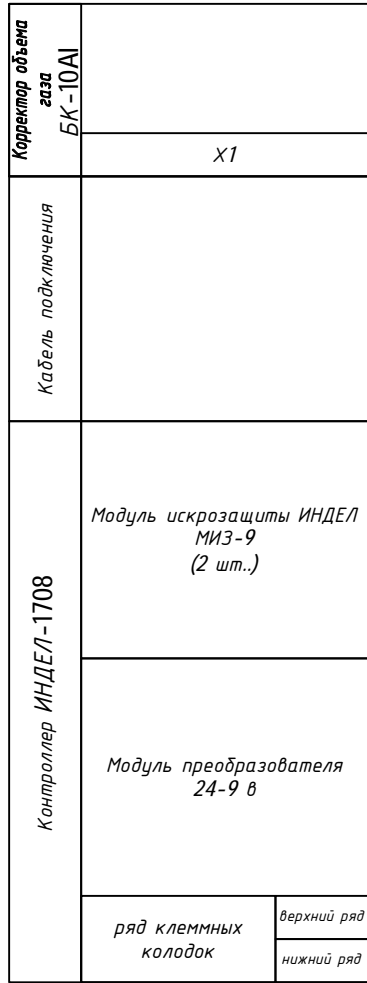 Корректор объема
газа
БК-10AI
X1
Кабель подключения
Контроллер ИНДЕЛ-1708
Модуль искрозащиты ИНДЕЛ
МИЗ-9
(2 шт..)
Модуль преобразователя
24-9 в
ряд клеммных
колодок
верхний ряд
нижний ряд